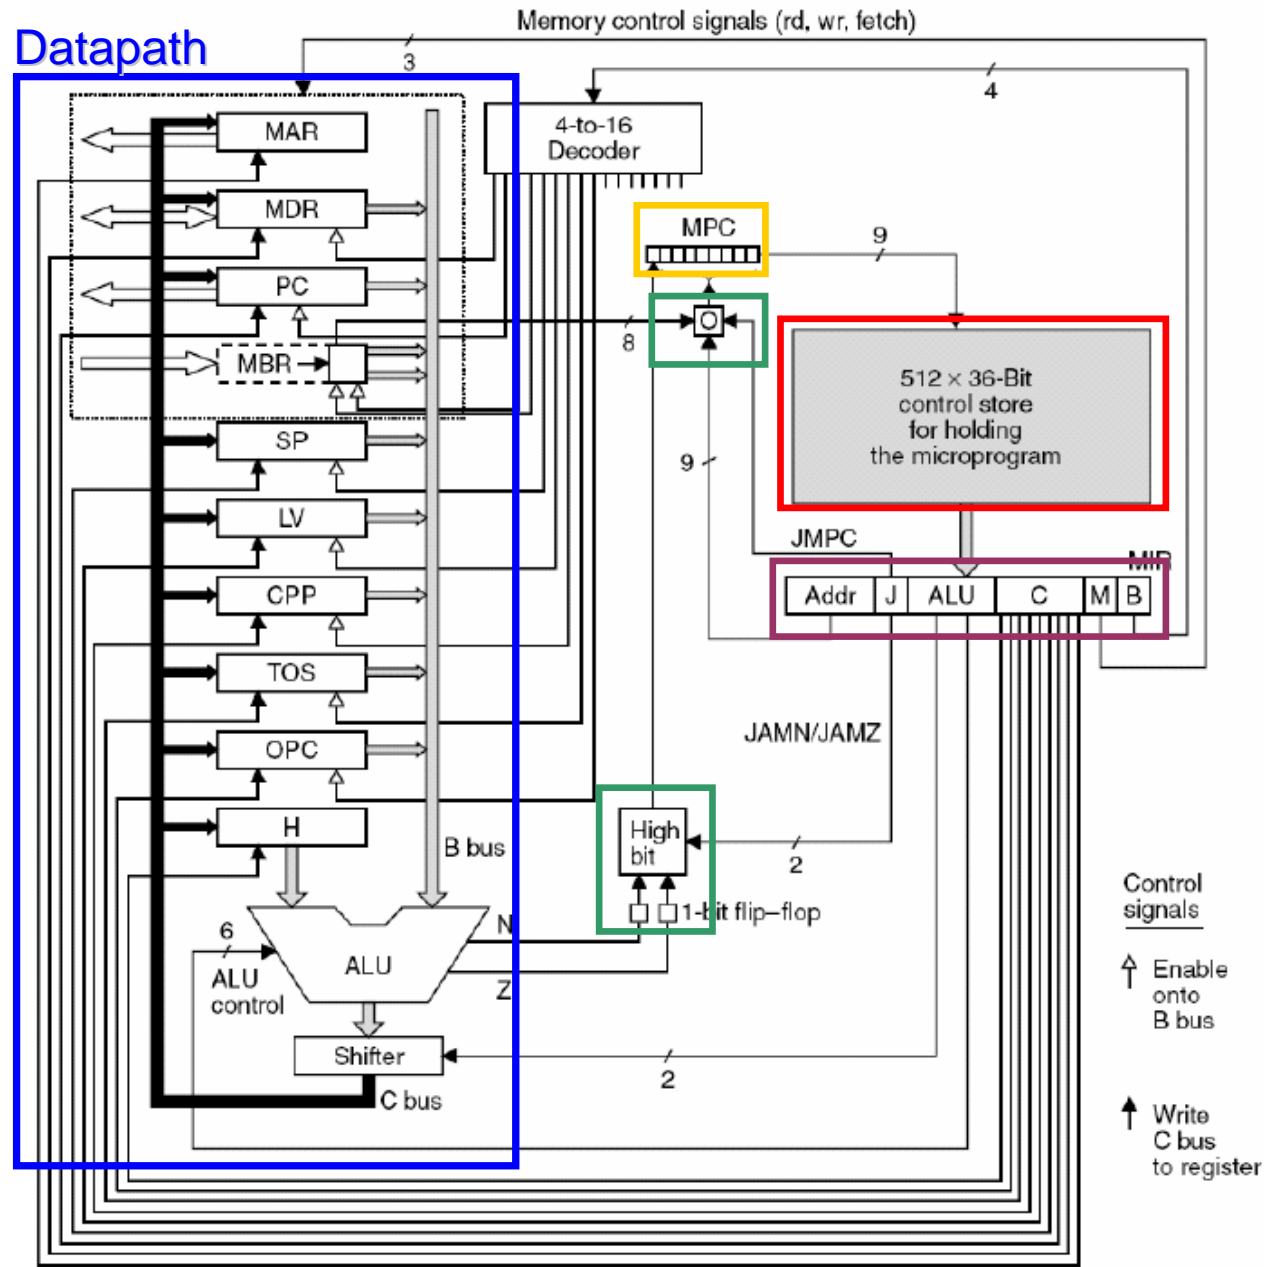 Memory control signals (rd, wr, fetch)
Datapath
3
4
MAR
4-to-16
Decoder
MDR
MPC
9
PC
O
8
MBR
512 × 36-Bit
control store
for holding
the microprogram
SP
9
LV
JMPC
MIR
CPP
Addr
J
ALU
C
M
B
TOS
JAMN/JAMZ
OPC
H
High
bit
2
B bus
Control
signals
1-bit flip–flop
N
6
ALU
ALU
control
Z
Enable
onto
B bus
Shifter
2
C bus
Write
C bus
to register